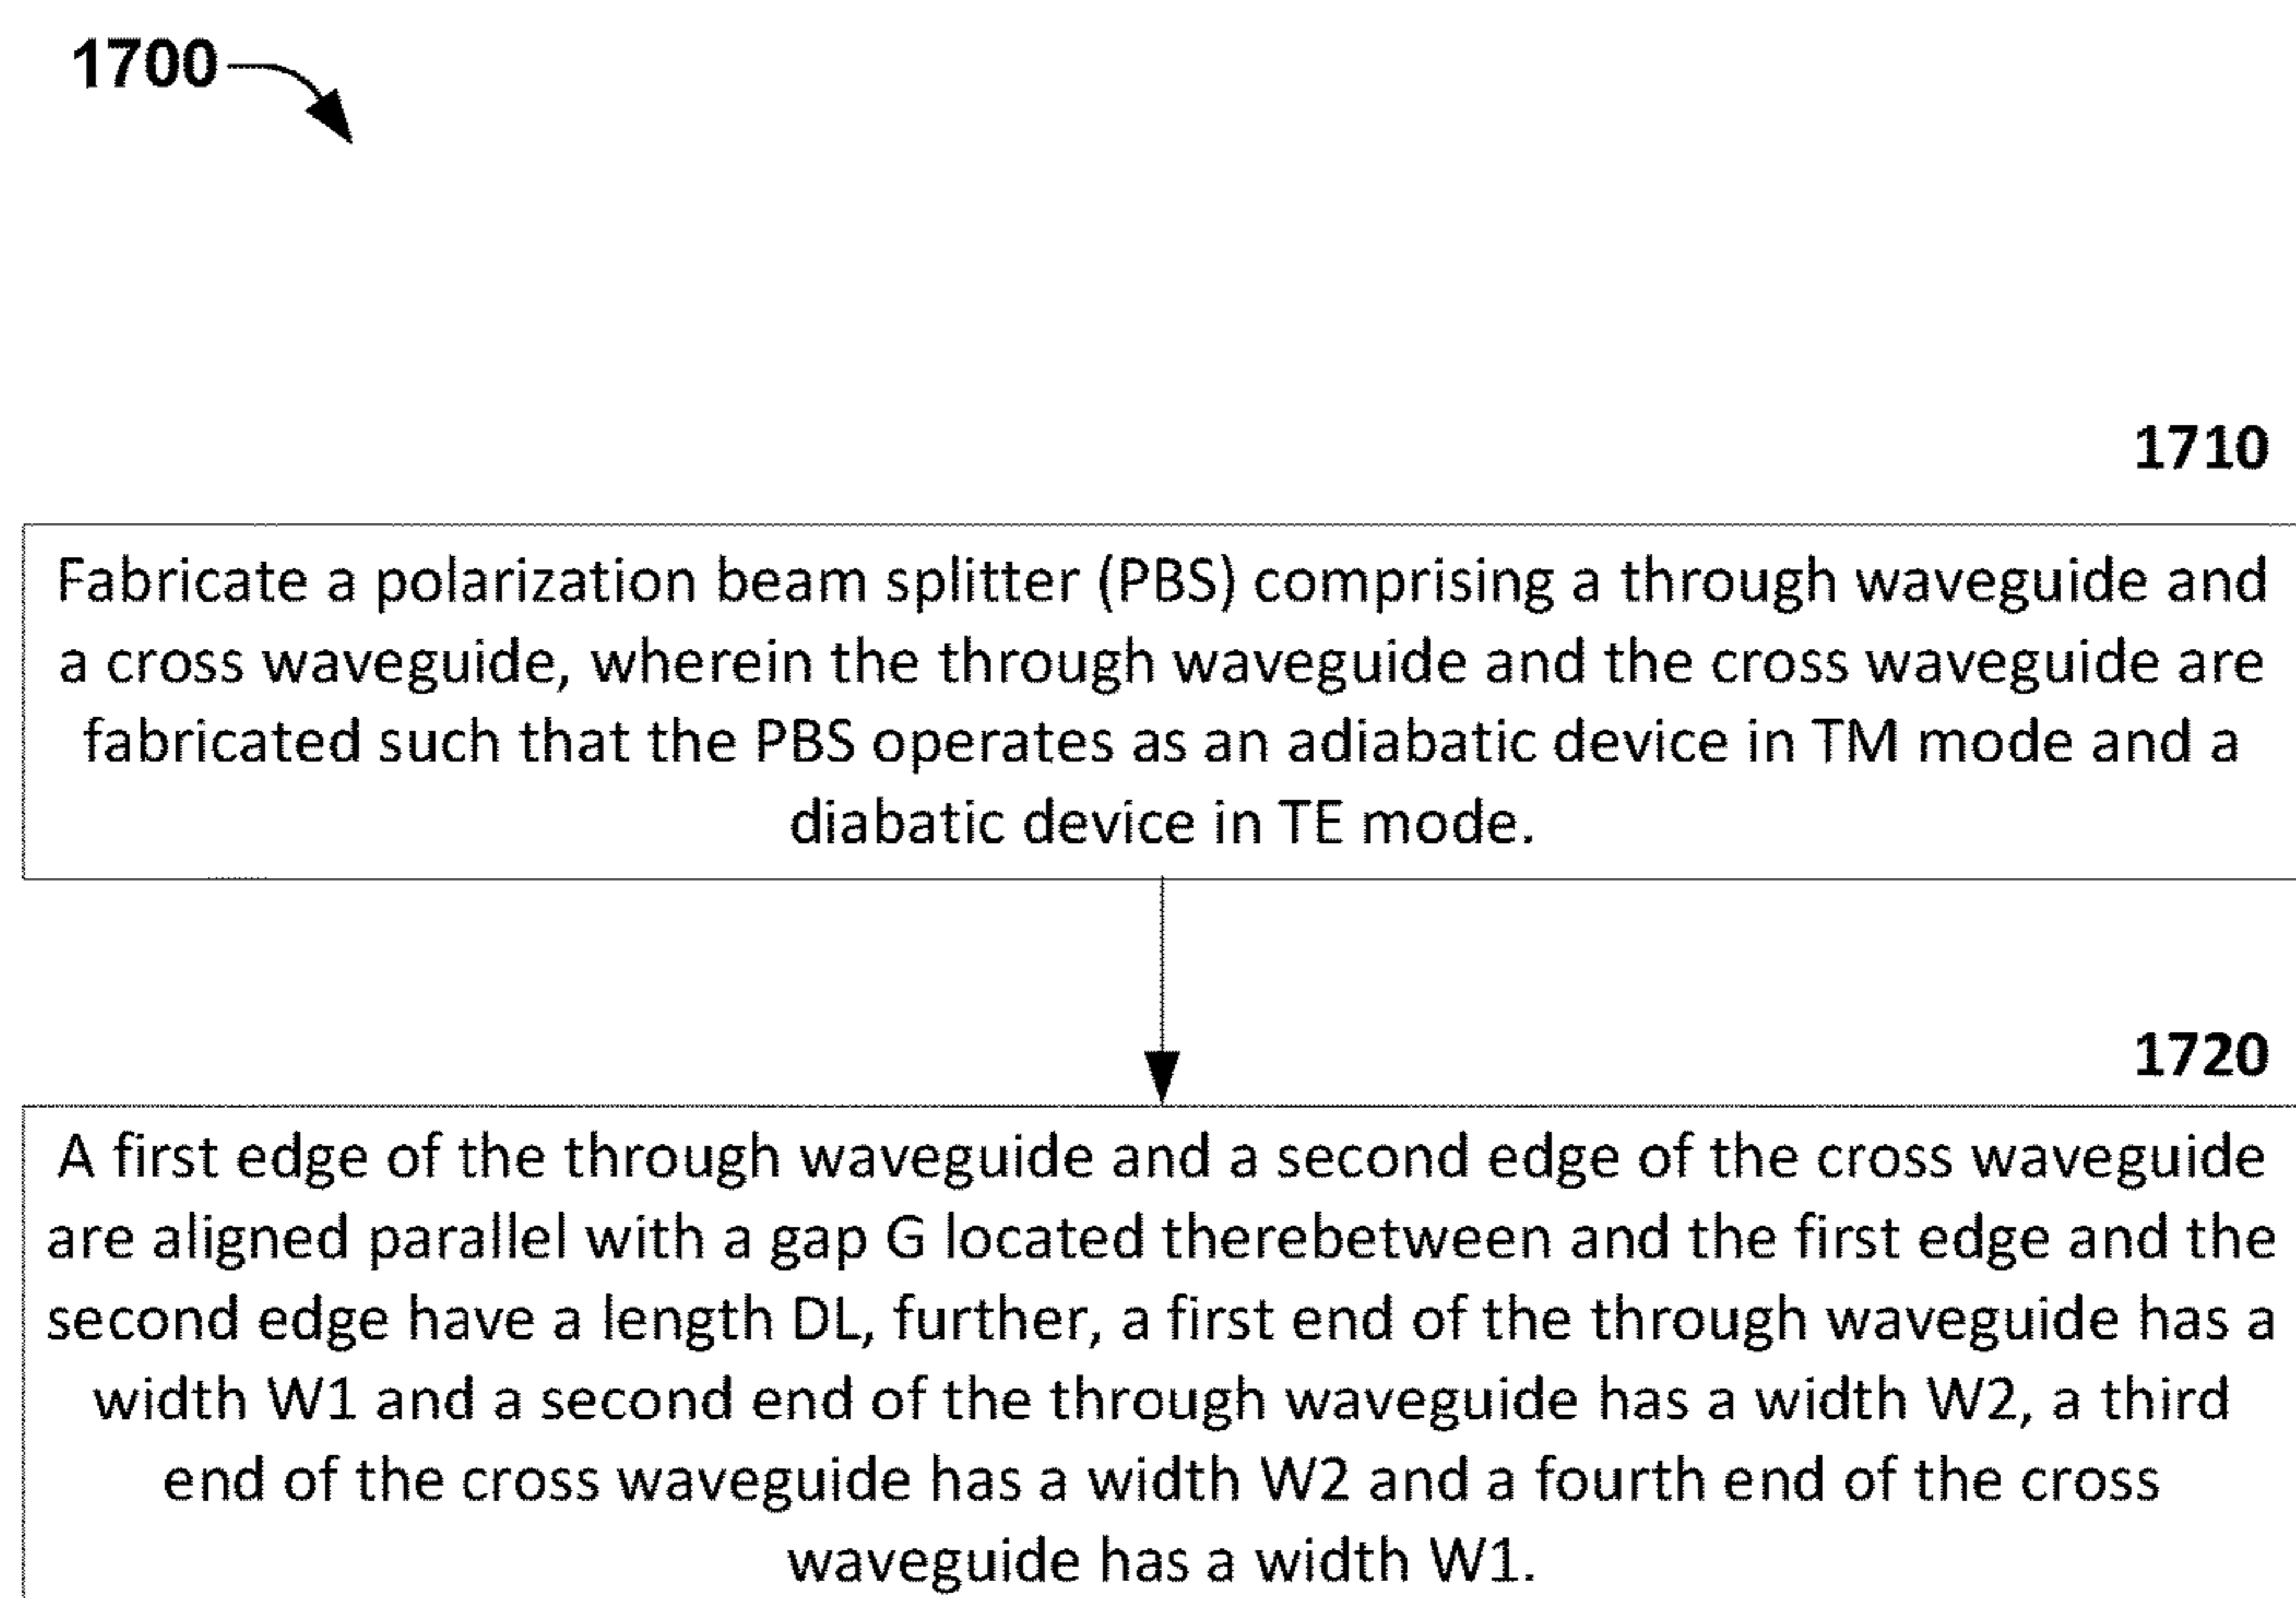 1700
1710
Fabricate a polarization beam splitter (PBS) comprising a through waveguide and
a cross waveguide, wherein the through waveguide and the cross waveguide are
fabricated such that the PBS operates as an adiabatic device in TM mode and a
diabatic device in TE mode.
1720
A first edge of the through waveguide and a second edge of the cross waveguide
are aligned parallel with a gap G located therebetween and the first edge and the
second edge have a length DL, further, a first end of the through waveguide has a
width W1 and a second end of the through waveguide has a width W2, a third
end of the cross waveguide has a width W2 and a fourth end of the cross
waveguide has a width W1.